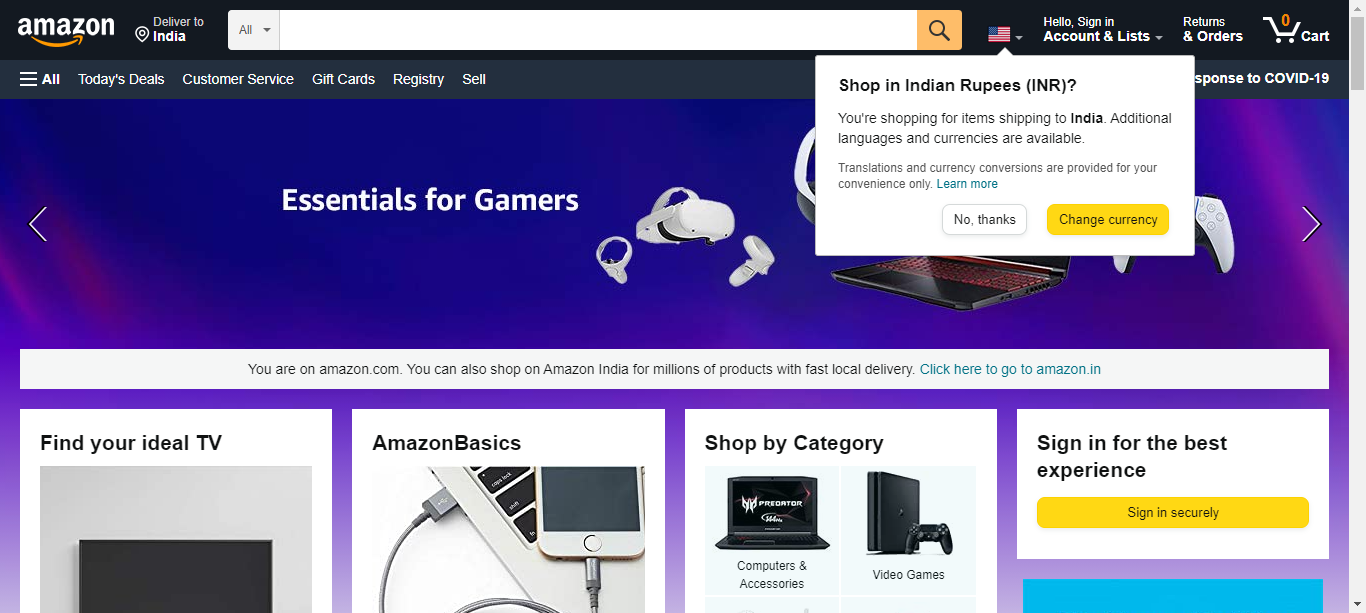 amazon
Deliver to
India
All
Hello, Sign in
Account & Lists
Returns
& Orders
0
Cart
All
Today's Deals
Customer Service
Gift Cards
Registry
Sell
sponse to COVID-19
Shop in Indian Rupees (INR)?
You're shopping for items shipping to India. Additional
languages and currencies are available.
Translations and currency conversions are provided for your
convenience only. Learn more
No, thanks
Change currency
Essentials for Gamers
You are on amazon.com. You can also shop on Amazon India for millions of products with fast local delivery. Click here to go to amazon.in
Find your ideal TV
AmazonBasics
caps lock
shift
fn
Shop by Category
PREDATOR
144Hz
Computers &
Accessories
Video Games
Sign in for the best
experience
Sign in securely